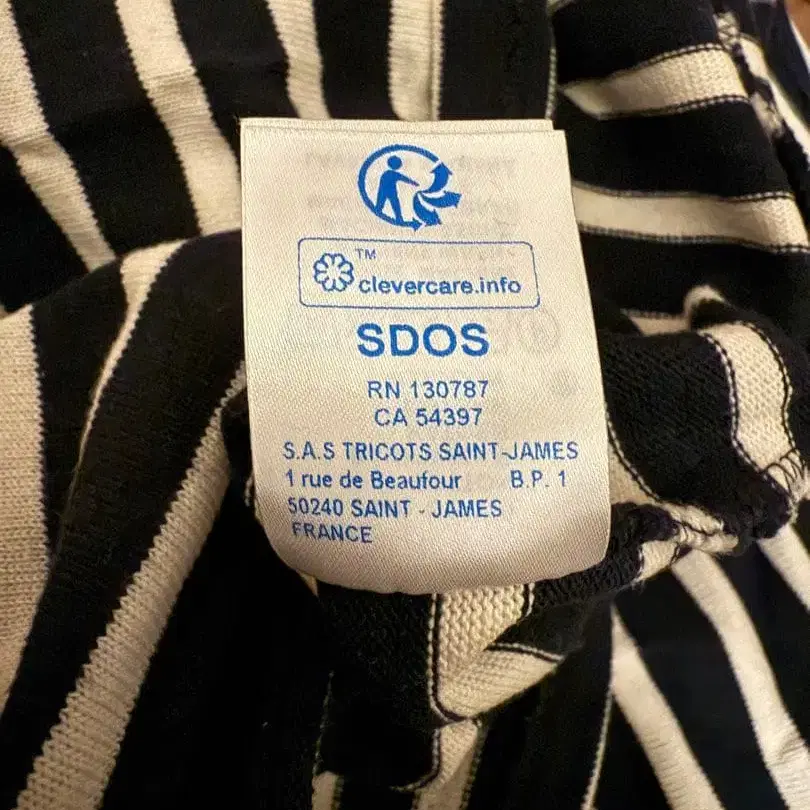 TM
clevercare.info
SDOS
RN 130787
CA 54397
S.A.S TRICOTS SAINT-JAMES
1 rue de Beaufour B.P. 1
50240 SAINT - JAMES
FRANCE